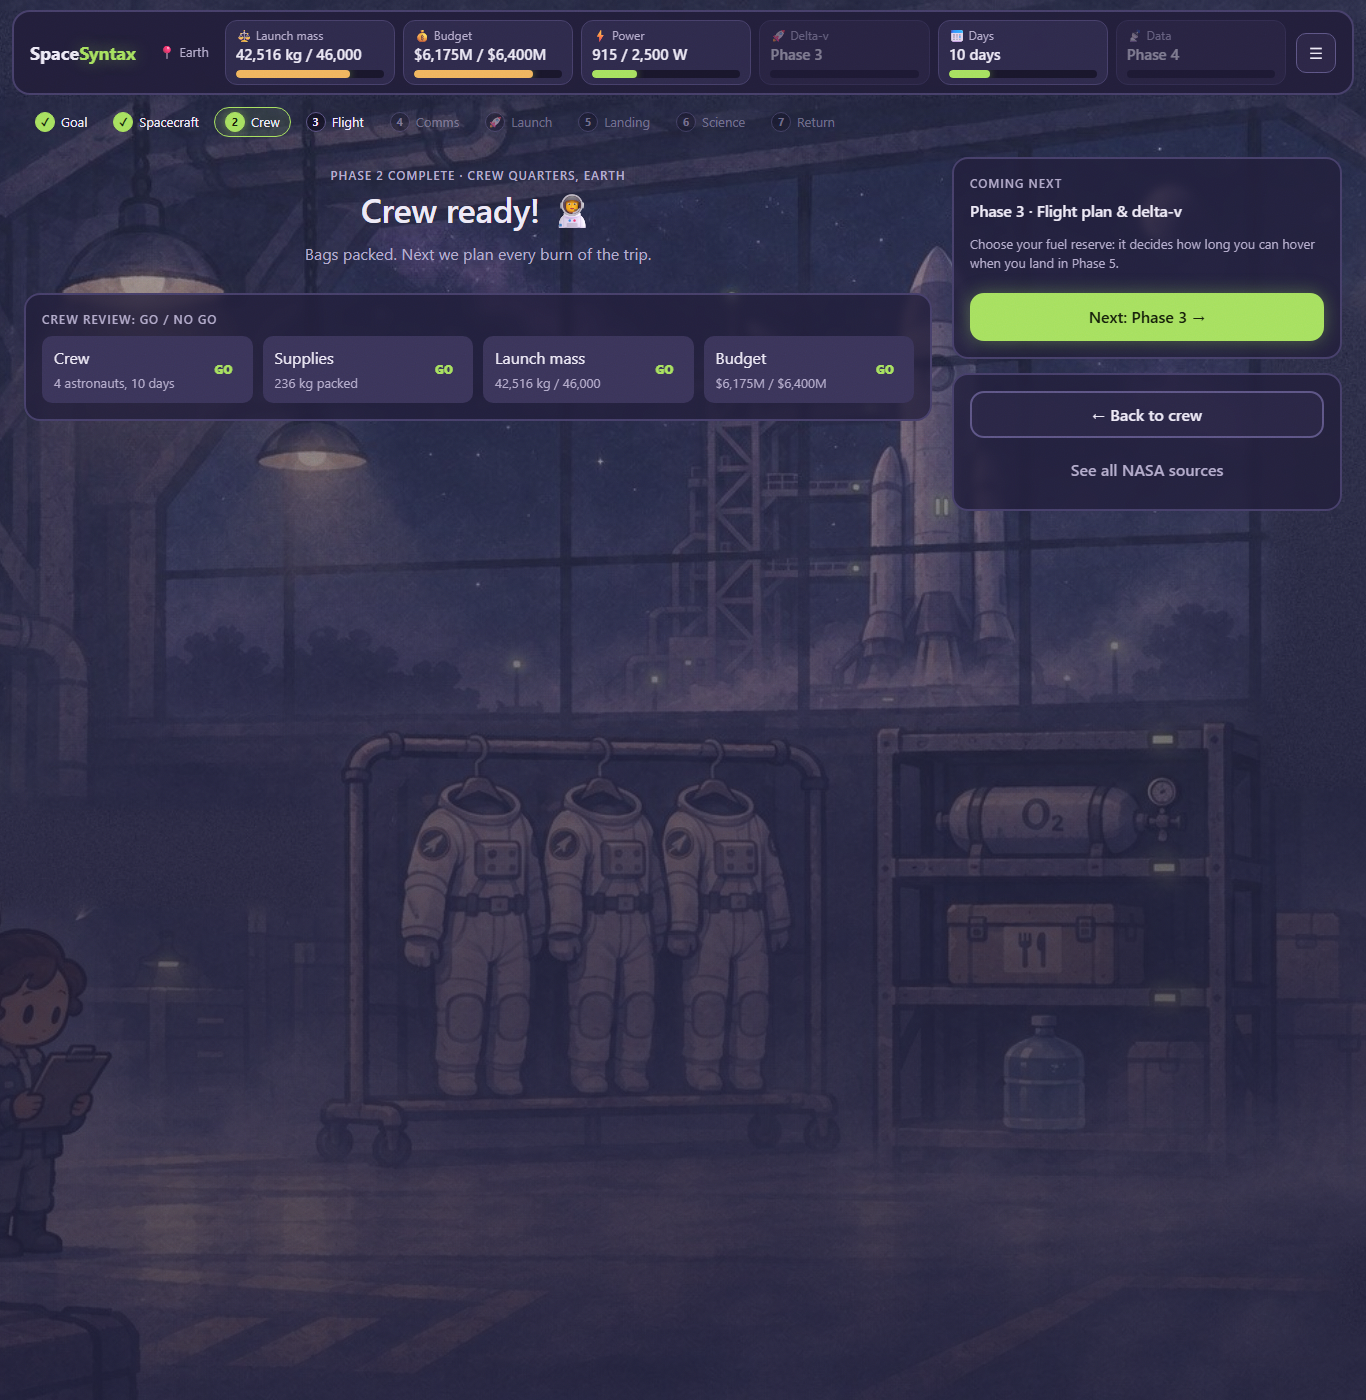 SpaceSyntax
Earth
Launch mass
42,516 kg / 46,000
Budget
$6,175M / $6,400M
Power
915 / 2,500 W
Delta-v
Phase 3
Days
10 days
Data
Phase 4
✓ Goal
✓ Spacecraft
2 Crew
3 Flight
4 Comms
Launch
5 Landing
6 Science
7 Return
PHASE 2 COMPLETE · CREW QUARTERS, EARTH
Crew ready!
Bags packed. Next we plan every burn of the trip.
CREW REVIEW: GO / NO GO
Crew
4 astronauts, 10 days
GO
Supplies
236 kg packed
GO
Launch mass
42,516 kg / 46,000
GO
Budget
$6,175M / $6,400M
GO
COMING NEXT
Phase 3 · Flight plan & delta-v
Choose your fuel reserve: it decides how long you can hover
when you land in Phase 5.
Next: Phase 3 →
← Back to crew
See all NASA sources
O2